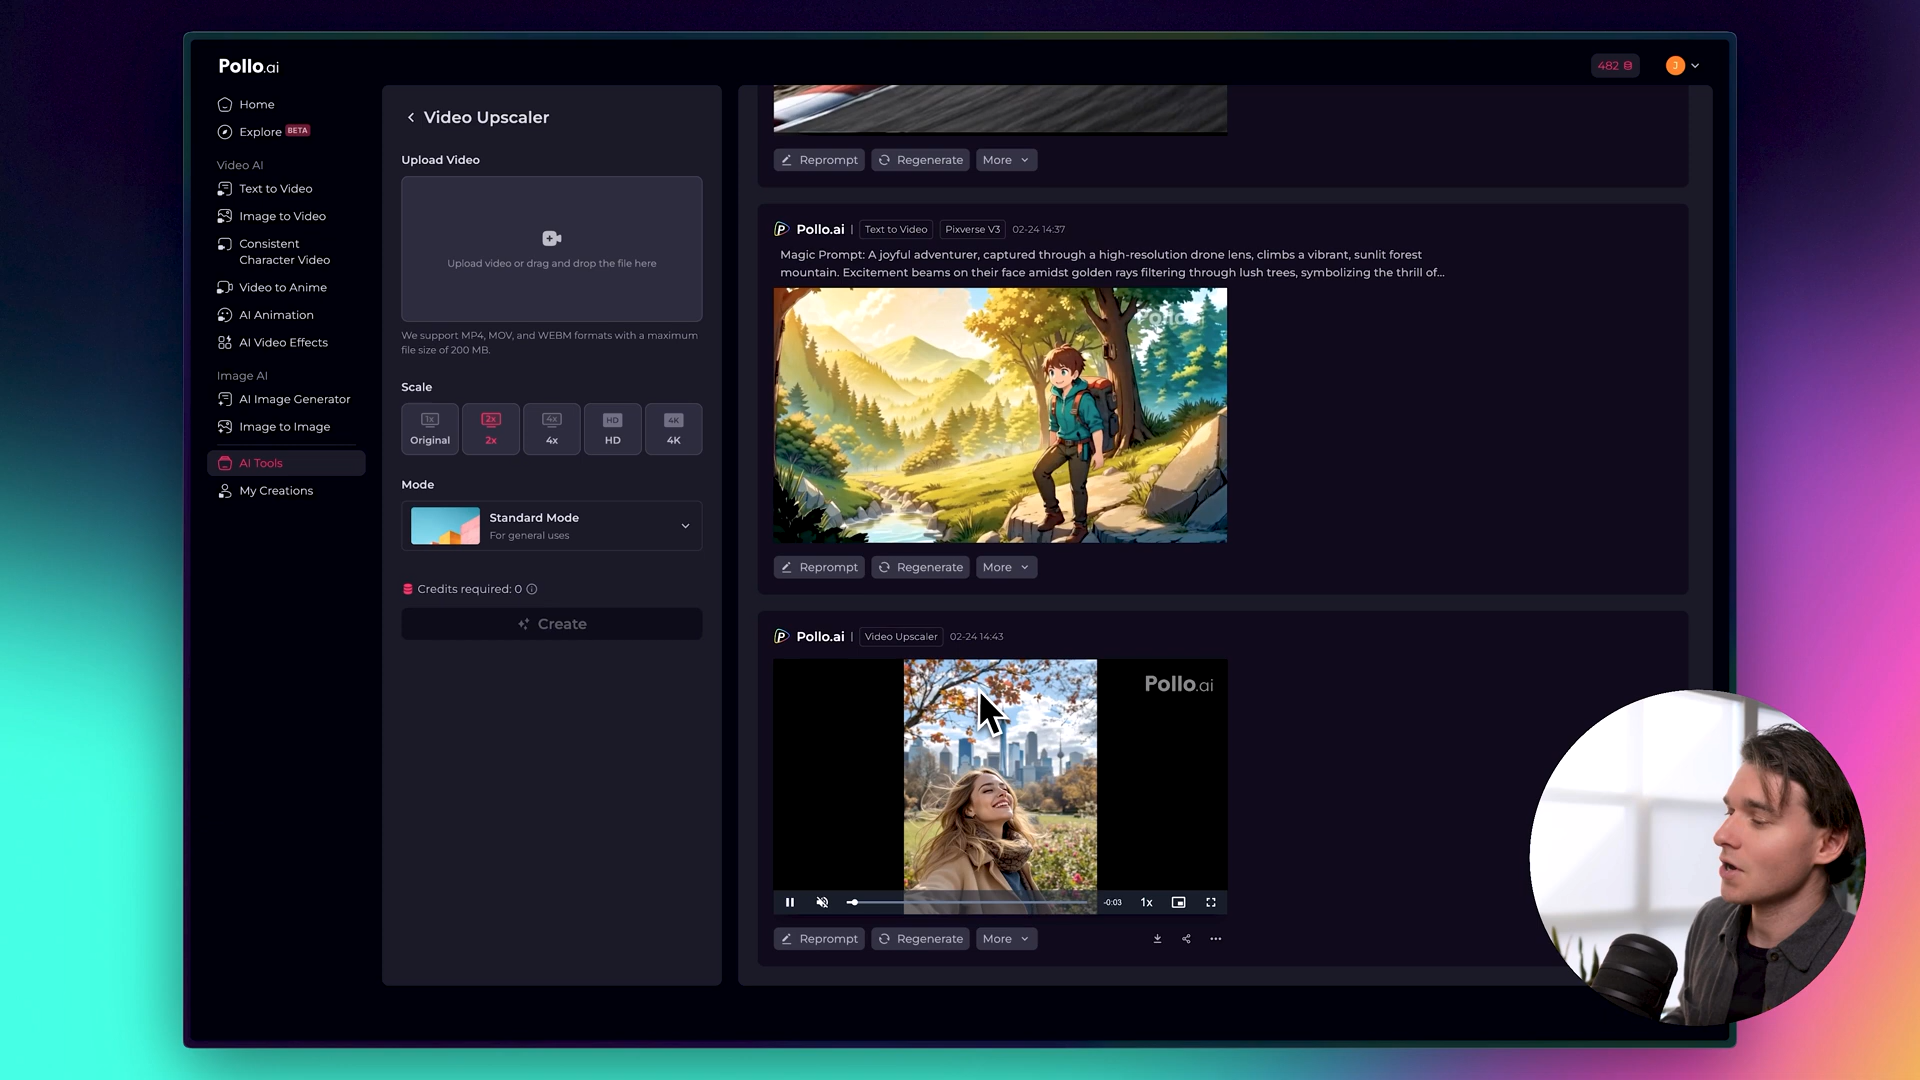 Pollo.ai
482
J
Home
Explore BETA
Video AI
Text to Video
Image to Video
Consistent
Character Video
Video to Anime
AI Animation
AI Video Effects
Image AI
AI Image Generator
Image to Image
AI Tools
My Creations
Video Upscaler
Upload Video
Upload video or drag and drop the file here
We support MP4, MOV, and WEBM formats with a maximum
file size of 200 MB.
Scale
1x 2x 4x HD 4K
Original 2x 4x HD 4K
Mode
Standard Mode
For general uses
Credits required: 0
Create
Reprompt Regenerate More
Pollo.ai | Text to Video Pixverse V3 02-24 14:37
Magic Prompt: A joyful adventurer, captured through a high-resolution drone lens, climbs a vibrant, sunlit forest
mountain. Excitement beams on their face amidst golden rays filtering through lush trees, symbolizing the thrill of...
Pollo.ai
Reprompt Regenerate More
Pollo.ai | Video Upscaler 02-24 14:43
Pollo.ai
-0:03 1x
Reprompt Regenerate More